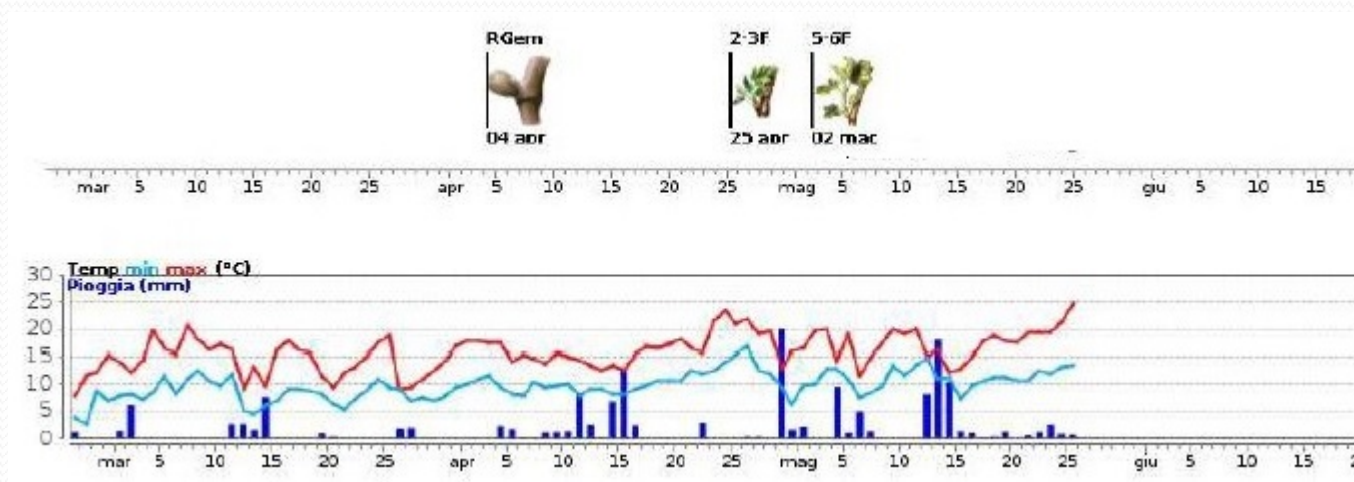 RGem 2-3F 5-6F
04 apr 25 apr 02 mag
mar 5 10 15 20 25 apr 5 10 15 20 25 mag 5 10 15 20 25 giu 5 10 15
Temp min max (°C)
Pioggia (mm)
30
25
20
15
10
5
0
mar 5 10 15 20 25 apr 5 10 15 20 25 mag 5 10 15 20 25 giu 5 10 15